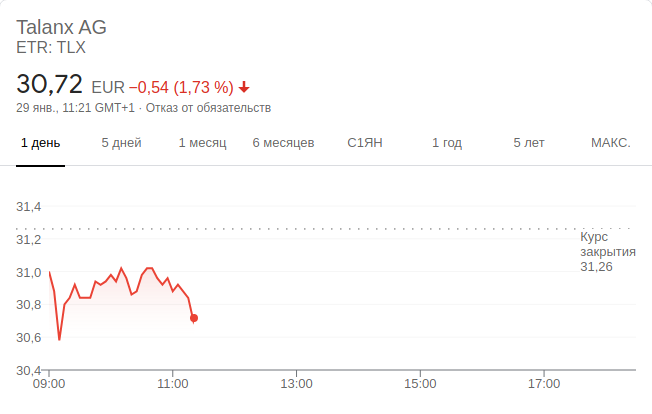 Talanx AG
ETR: TLX
30,72 EUR −0,54 (1,73 %)
29 янв., 11:21 GMT+1 · Отказ от обязательств
1 день 5 дней 1 месяц 6 месяцев С1ЯН 1 год 5 лет МАКС.
31,4
31,2
Курс
закрытия
31,26
31,0
30,8
30,6
30,4
09:00 11:00 13:00 15:00 17:00